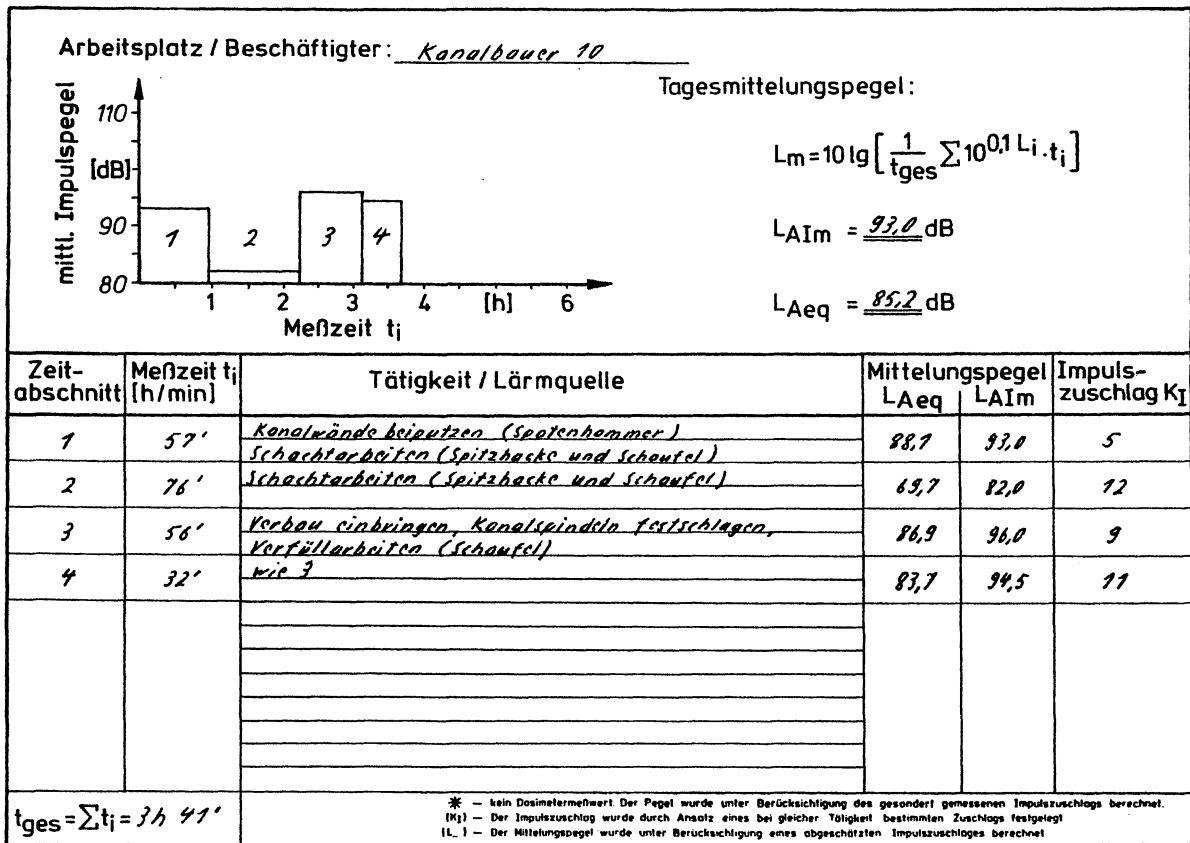 Arbeitsplatz / Beschäftigter: Kanalbauer 10
mittl. Impulspegel
[dB]
110
90
80
1 2 3 4
1 2 3 4 [h] 6
Meßzeit ti
Tagesmittelungspegel:
Lm = 10 lg [ 1/tges ∑ 10^0,1 Li · ti ]
LAIm = 93,0 dB
LAeq = 85,2 dB
Zeit-abschnitt | Meßzeit ti [h/min] | Tätigkeit / Lärmquelle | Mittelungspegel LAeq | LAIm | Impuls-zuschlag KI
1 57' Kanalwände beiputzen (Spatenhammer) 88,1 93,0 5
Schachtarbeiten (Spitzhacke und Schaufel)
2 76' Schachtarbeiten (Spitzhacke und Schaufel) 69,7 82,0 12
3 56' Verbau einbringen, Kanalspindeln festschlagen, 86,9 96,0 9
Verfüllarbeiten (Schaufel)
4 32' wie 3 83,7 94,5 11
tges = ∑ti = 3h 41'
* – kein Dosimetermeßwert. Der Pegel wurde unter Berücksichtigung des gesondert gemessenen Impulszuschlags berechnet.
(KI) – Der Impulszuschlag wurde durch Ansatz eines bei gleicher Tätigkeit bestimmten Zuschlags festgelegt
(L_) – Der Mittelungspegel wurde unter Berücksichtigung eines abgeschätzten Impulszuschlages berechnet